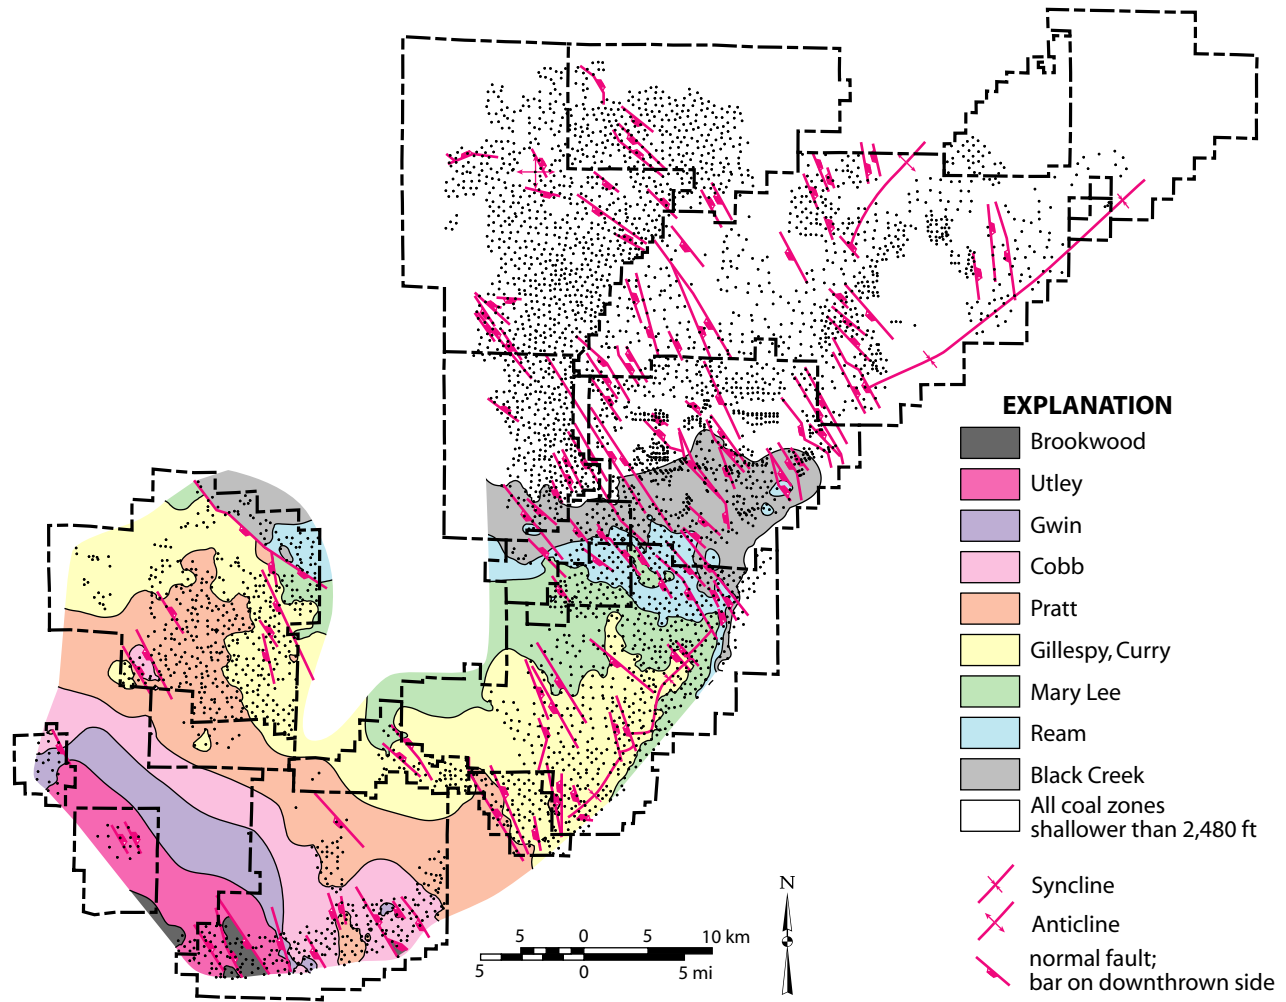 EXPLANATION
Brookwood
Utley
Gwin
Cobb
Pratt
Gillespy, Curry
Mary Lee
Ream
Black Creek
All coal zones
shallower than 2,480 ft
Syncline
Anticline
normal fault;
bar on downthrown side
N
5 0 5 10 km
5 0 5 mi